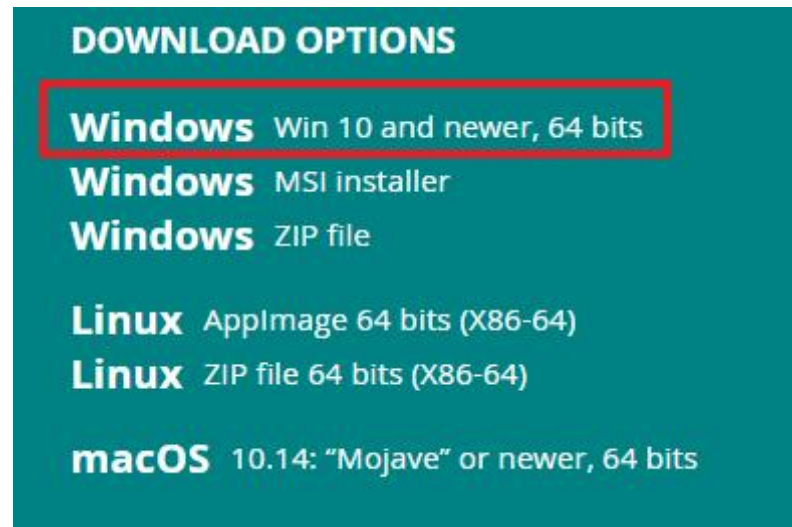 DOWNLOAD OPTIONS
Windows Win 10 and newer, 64 bits
Windows MSI installer
Windows ZIP file
Linux AppImage 64 bits (X86-64)
Linux ZIP file 64 bits (X86-64)
macOS 10.14: “Mojave” or newer, 64 bits